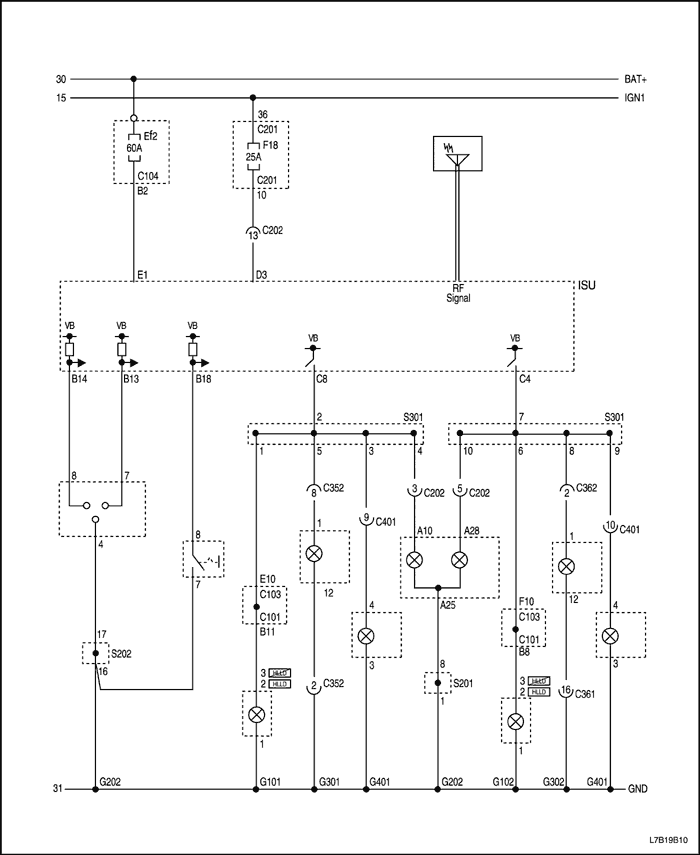 30 BAT+
15 IGN1
36
Ef2 C201
60A F18
25A
C104 C201
B2 10
13 C202
E1 D3 RF Signal ISU
VB VB VB VB VB
B14 B13 B18 C8 C4
2 S301 7 S301
1 5 3 4 10 6 8 9
8 7 8 C352 3 C202 5 C202 2 C362
9 C401 10 C401
1 A10 A28 1
4 8
7
E10 12 12
C103 A25 F10
C101 4 C103 4
B11 C101
17 B8
S202 3 3
16 3 8 3
2 HLLD 2 C352 S201 2 HLLD 16 C361
1 1 1
31 G202 G101 G301 G401 G202 G102 G302 G401 GND
L7B19B10